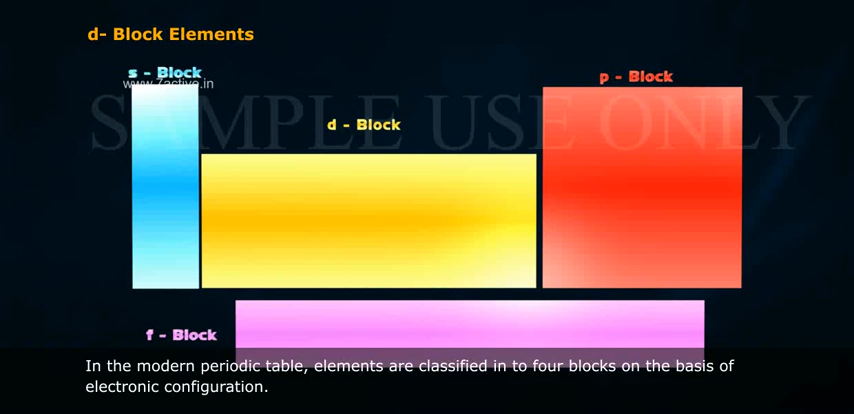 d- Block Elements
s - Block
www.7active.in
p - Block
SAMPLE USE ONLY
d - Block
f - Block
In the modern periodic table, elements are classified in to four blocks on the basis of
electronic configuration.